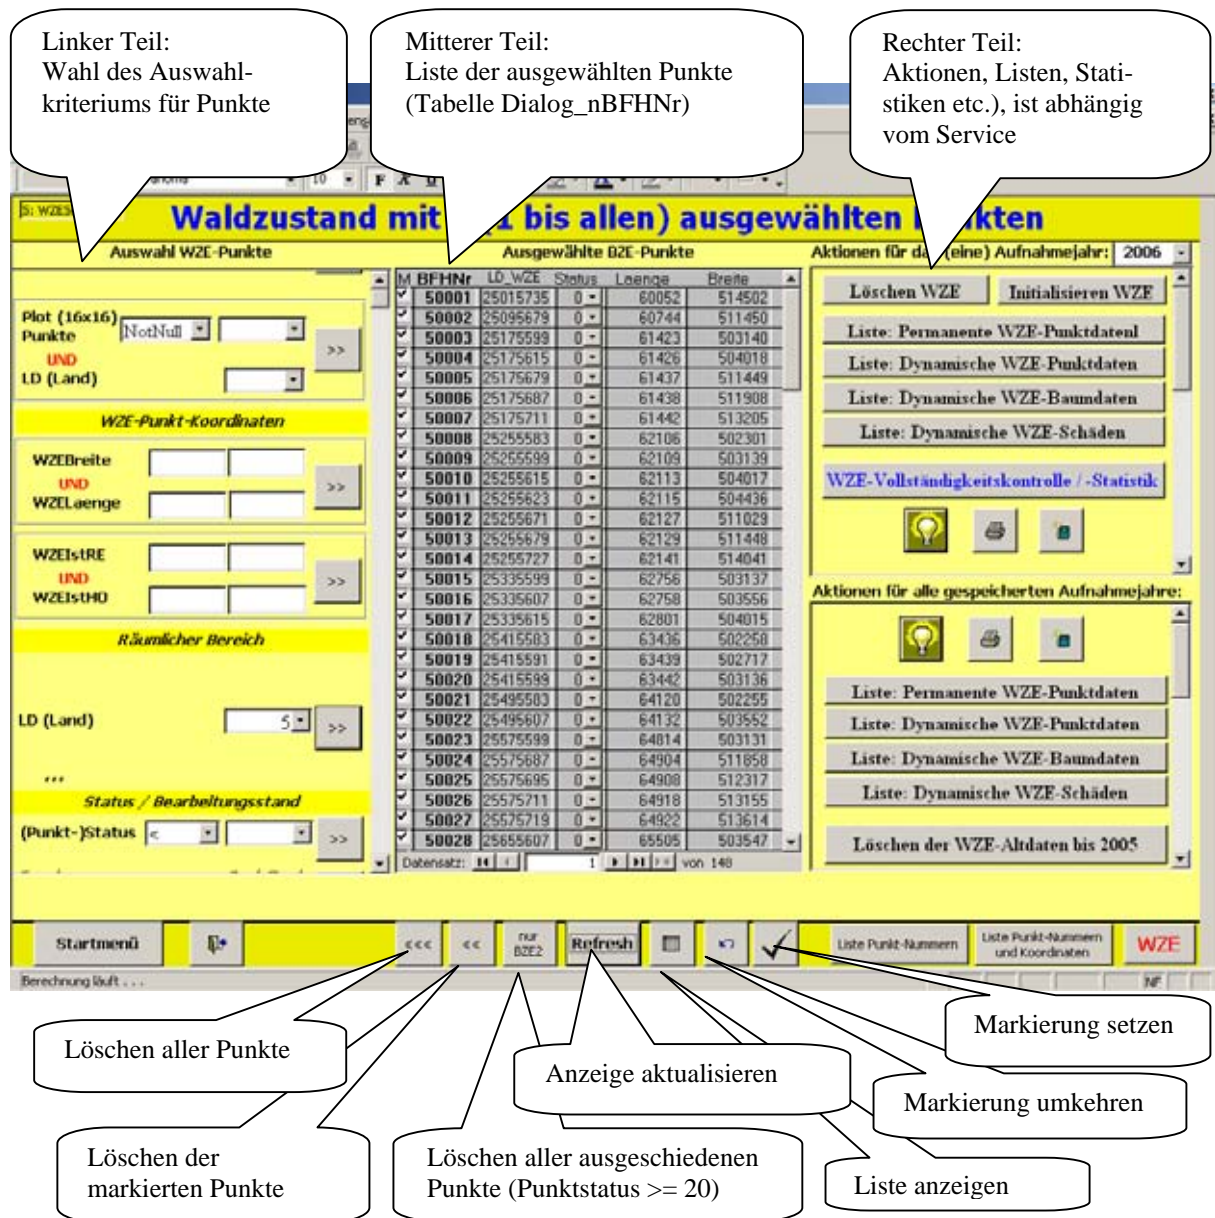 Linker Teil:
Wahl des Auswahl-
kriteriums für Punkte
Mitterer Teil:
Liste der ausgewählten Punkte
(Tabelle Dialog_nBFHNr)
Rechter Teil:
Aktionen, Listen, Stati-
stiken etc.), ist abhängig
vom Service
10 F
Waldzustand mit (1 bis allen) ausgewählten
Auswahl WZE-Punkte
Plot (16x16)
Punkte NotNull >>
UND
LD (Land)
WZE-Punkt-Koordinaten
WZEBreite
UND >>
WZELaenge
WZEIstRE
UND >>
WZEIstHO
Räumlicher Bereich
LD (Land) 5 >>
...
Status / Bearbeitungsstand
(Punkt-)Status < >>
Ausgewählte BZE-Punkte
M BFHNr LD_WZE Status Laenge Breite
50001 25015735 0 60052 514502
50002 25095679 0 60744 511450
50003 25175599 0 61423 503140
50004 25175615 0 61426 504018
50005 25175679 0 61437 511449
50006 25175687 0 61438 511908
50007 25175711 0 61442 513205
50008 25255583 0 62106 502301
50009 25255599 0 62109 503139
50010 25255615 0 62113 504017
50011 25255623 0 62115 504436
50012 25255671 0 62127 511029
50013 25255679 0 62129 511448
50014 25255727 0 62141 514041
50015 25335599 0 62756 503137
50016 25335607 0 62758 503556
50017 25335615 0 62801 504015
50018 25415583 0 63436 502258
50019 25415591 0 63439 502717
50020 25415599 0 63442 503136
50021 25495583 0 64120 502255
50022 25495607 0 64132 503552
50023 25575599 0 64814 503131
50024 25575687 0 64904 511858
50025 25575695 0 64908 512317
50026 25575711 0 64918 513155
50027 25575719 0 64922 513614
50028 25655607 0 65505 503547
Datensatz: 1 von 148
Aktionen für das (eine) Aufnahmejahr: 2006
Löschen WZE Initialisieren WZE
Liste: Permanente WZE-Punktdatenl
Liste: Dynamische WZE-Punktdaten
Liste: Dynamische WZE-Baumdaten
Liste: Dynamische WZE-Schäden
WZE-Vollständigkeitskontrolle / -Statistik
Aktionen für alle gespeicherten Aufnahmejahre:
Liste: Permanente WZE-Punktdaten
Liste: Dynamische WZE-Punktdaten
Liste: Dynamische WZE-Baumdaten
Liste: Dynamische WZE-Schäden
Löschen der WZE-Altdaten bis 2005
Startmenü <<< << nur BZE2 Refresh Liste Punkt-Nummern Liste Punkt-Nummern und Koordinaten WZE
Berechnung läuft . . . NF
Löschen aller Punkte
Anzeige aktualisieren
Markierung setzen
Markierung umkehren
Löschen der
markierten Punkte
Löschen aller ausgeschiedenen
Punkte (Punktstatus >= 20)
Liste anzeigen